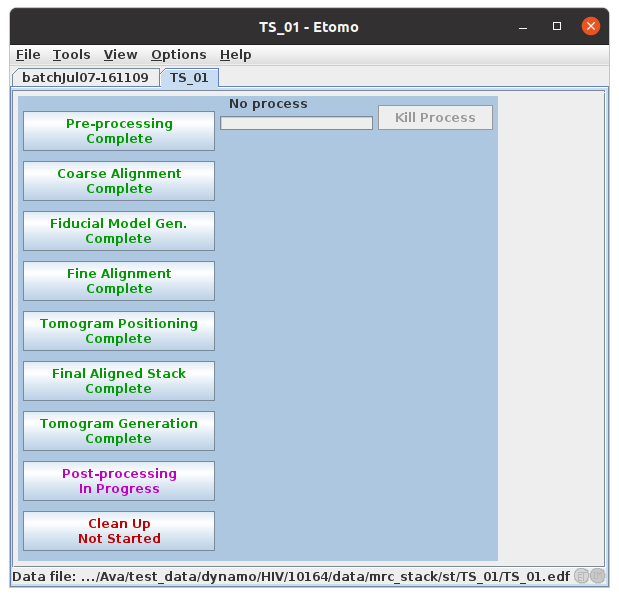 TS_01 - Etomo
File Tools View Options Help
batchJul07-161109 TS_01
No process
Kill Process
Pre-processing
Complete
Coarse Alignment
Complete
Fiducial Model Gen.
Complete
Fine Alignment
Complete
Tomogram Positioning
Complete
Final Aligned Stack
Complete
Tomogram Generation
Complete
Post-processing
In Progress
Clean Up
Not Started
Data file: .../Ava/test_data/dynamo/HIV/10164/data/mrc_stack/st/TS_01/TS_01.edf